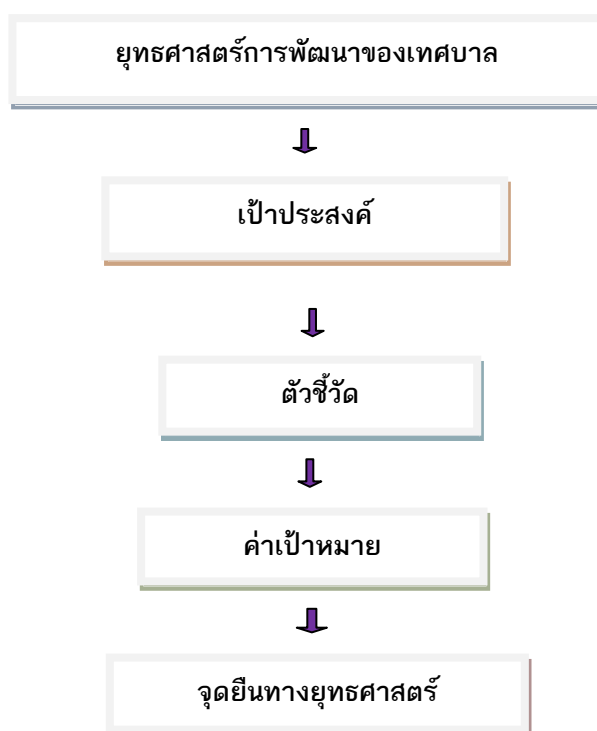 ยุทธศาสตร์การพัฒนาของเทศบาล
เป้าประสงค์
ตัวชี้วัด
ค่าเป้าหมาย
จุดยืนทางยุทธศาสตร์